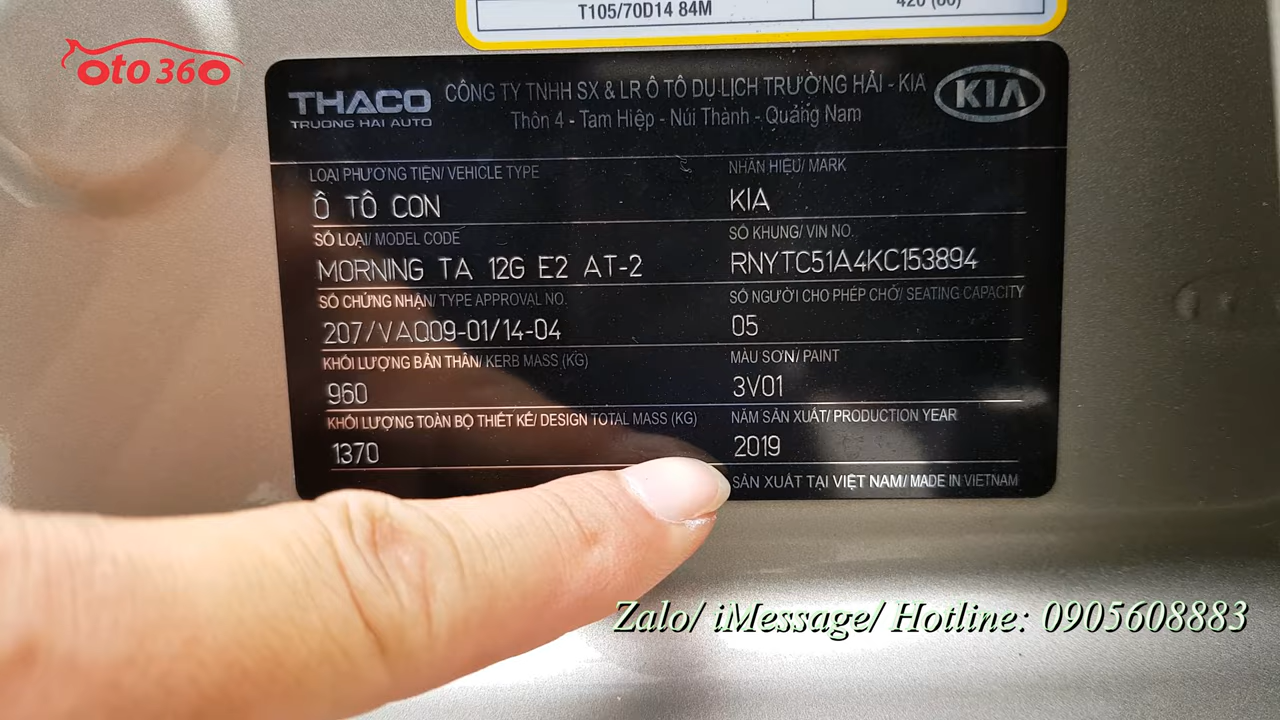 T105/70D14 84M
420 (60)
oto 360
THACO
TRUONG HAI AUTO
CÔNG TY TNHH SX & LR Ô TÔ DU LỊCH TRƯỜNG HẢI - KIA
Thôn 4 - Tam Hiệp - Núi Thành - Quảng Nam
KIA
LOẠI PHƯƠNG TIỆN/ VEHICLE TYPE
Ô TÔ CON
NHÃN HIỆU/ MARK
KIA
SỐ LOẠI/ MODEL CODE
MORNING TA 12G E2 AT-2
SỐ KHUNG/ VIN NO.
RNYTC51A4KC153894
SỐ CHỨNG NHẬN/ TYPE APPROVAL NO.
207/VAQ09-01/14-04
SỐ NGƯỜI CHO PHÉP CHỞ/ SEATING CAPACITY
05
KHỐI LƯỢNG BẢN THÂN/ KERB MASS (KG)
960
MÀU SƠN/ PAINT
3V01
KHỐI LƯỢNG TOÀN BỘ THIẾT KẾ/ DESIGN TOTAL MASS (KG)
1370
NĂM SẢN XUẤT/ PRODUCTION YEAR
2019
SẢN XUẤT TẠI VIỆT NAM/ MADE IN VIETNAM
Zalo/ iMessage/ Hotline: 0905608883